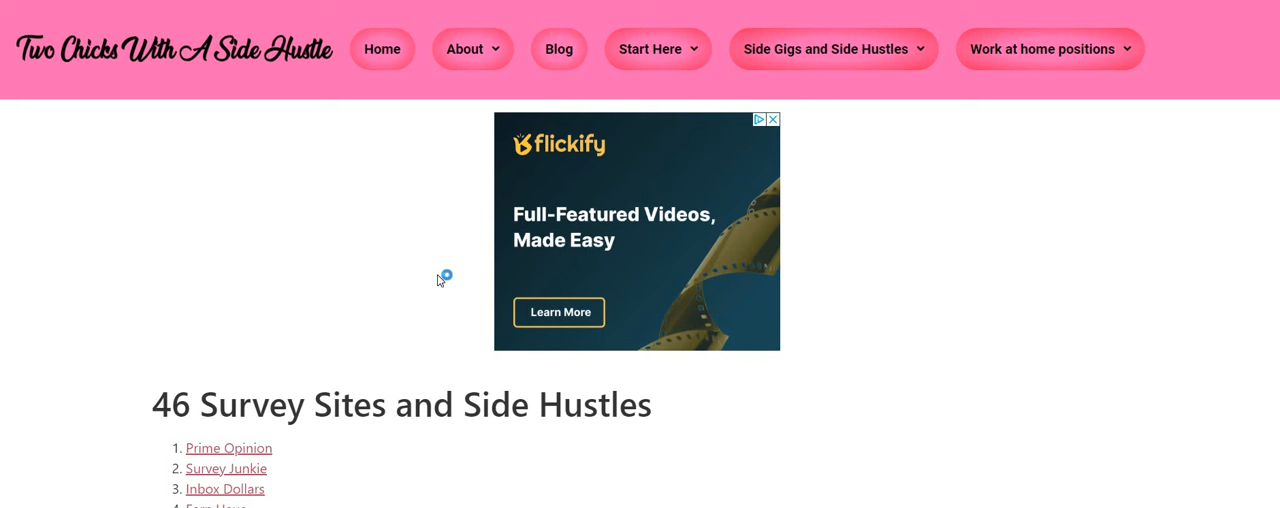 Two Chicks With A Side Hustle
Home
About
Blog
Start Here
Side Gigs and Side Hustles
Work at home positions
flickify
Full-Featured Videos,
Made Easy
Learn More
46 Survey Sites and Side Hustles
1. Prime Opinion
2. Survey Junkie
3. Inbox Dollars